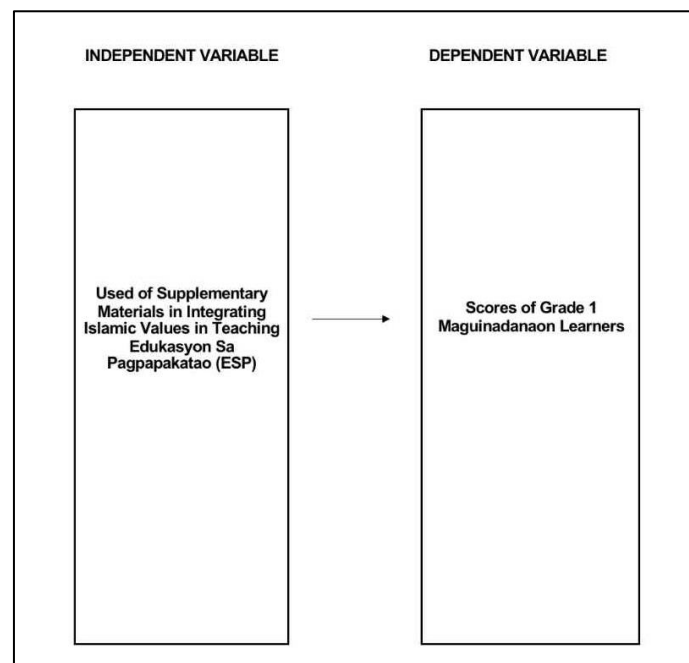 INDEPENDENT VARIABLE
DEPENDENT VARIABLE
Used of Supplementary
Materials in Integrating
Islamic Values in Teaching
Edukasyon Sa
Pagpapakatao (ESP)
Scores of Grade 1
Maguinadanaon Learners